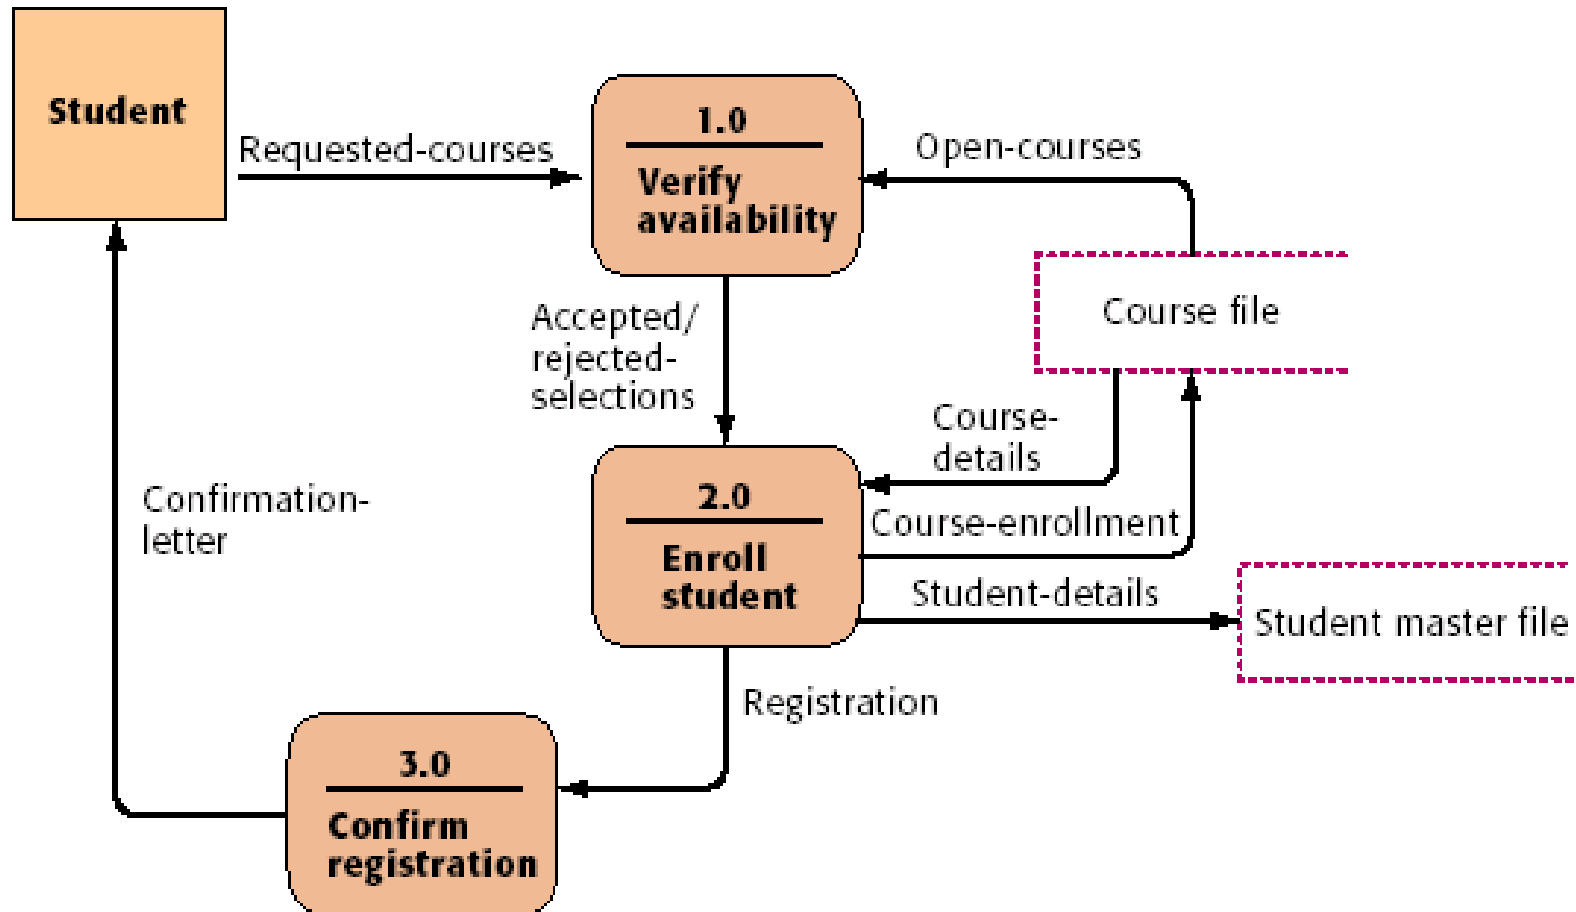 Student
Requested-courses
1.0
Verify
availability
Open-courses
Course file
Accepted/
rejected-
selections
Course-
details
2.0
Enroll
student
Course-enrollment
Student-details
Student master file
Confirmation-
letter
Registration
3.0
Confirm
registration